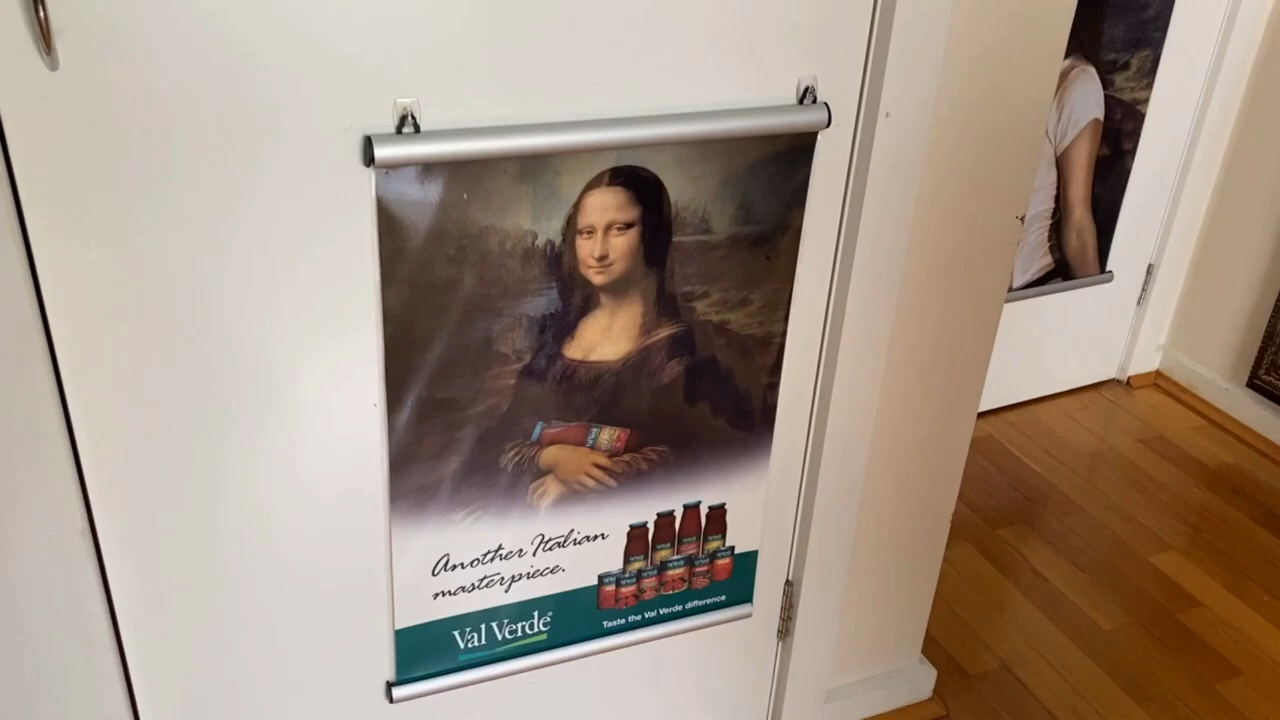 Another Italian
masterpiece.
Val Verde®
Taste the Val Verde difference